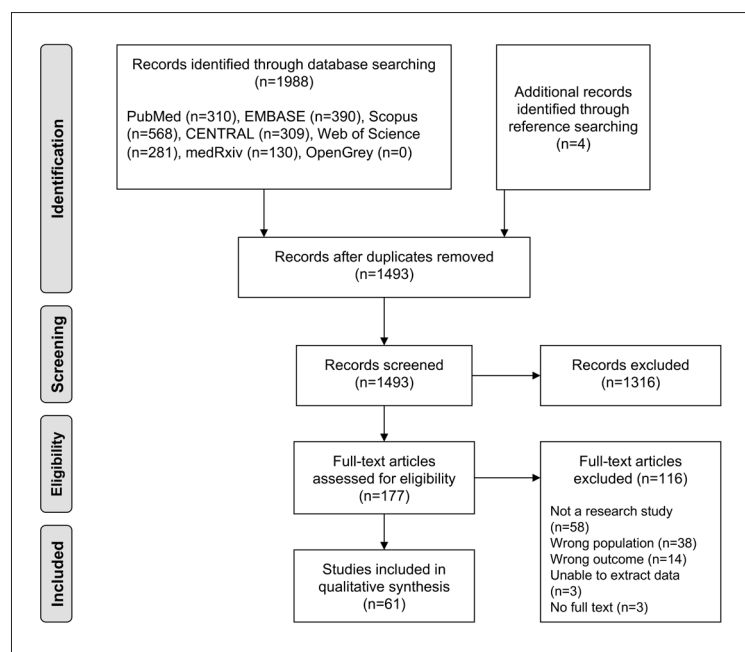 Identification
Records identified through database searching
(n=1988)
PubMed (n=310), EMBASE (n=390), Scopus
(n=568), CENTRAL (n=309), Web of Science
(n=281), medRxiv (n=130), OpenGrey (n=0)
Additional records
identified through
reference searching
(n=4)
Records after duplicates removed
(n=1493)
Screening
Records screened
(n=1493)
Records excluded
(n=1316)
Eligibility
Full-text articles
assessed for eligibility
(n=177)
Full-text articles
excluded (n=116)
Not a research study
(n=58)
Wrong population (n=38)
Wrong outcome (n=14)
Unable to extract data
(n=3)
No full text (n=3)
Included
Studies included in
qualitative synthesis
(n=61)